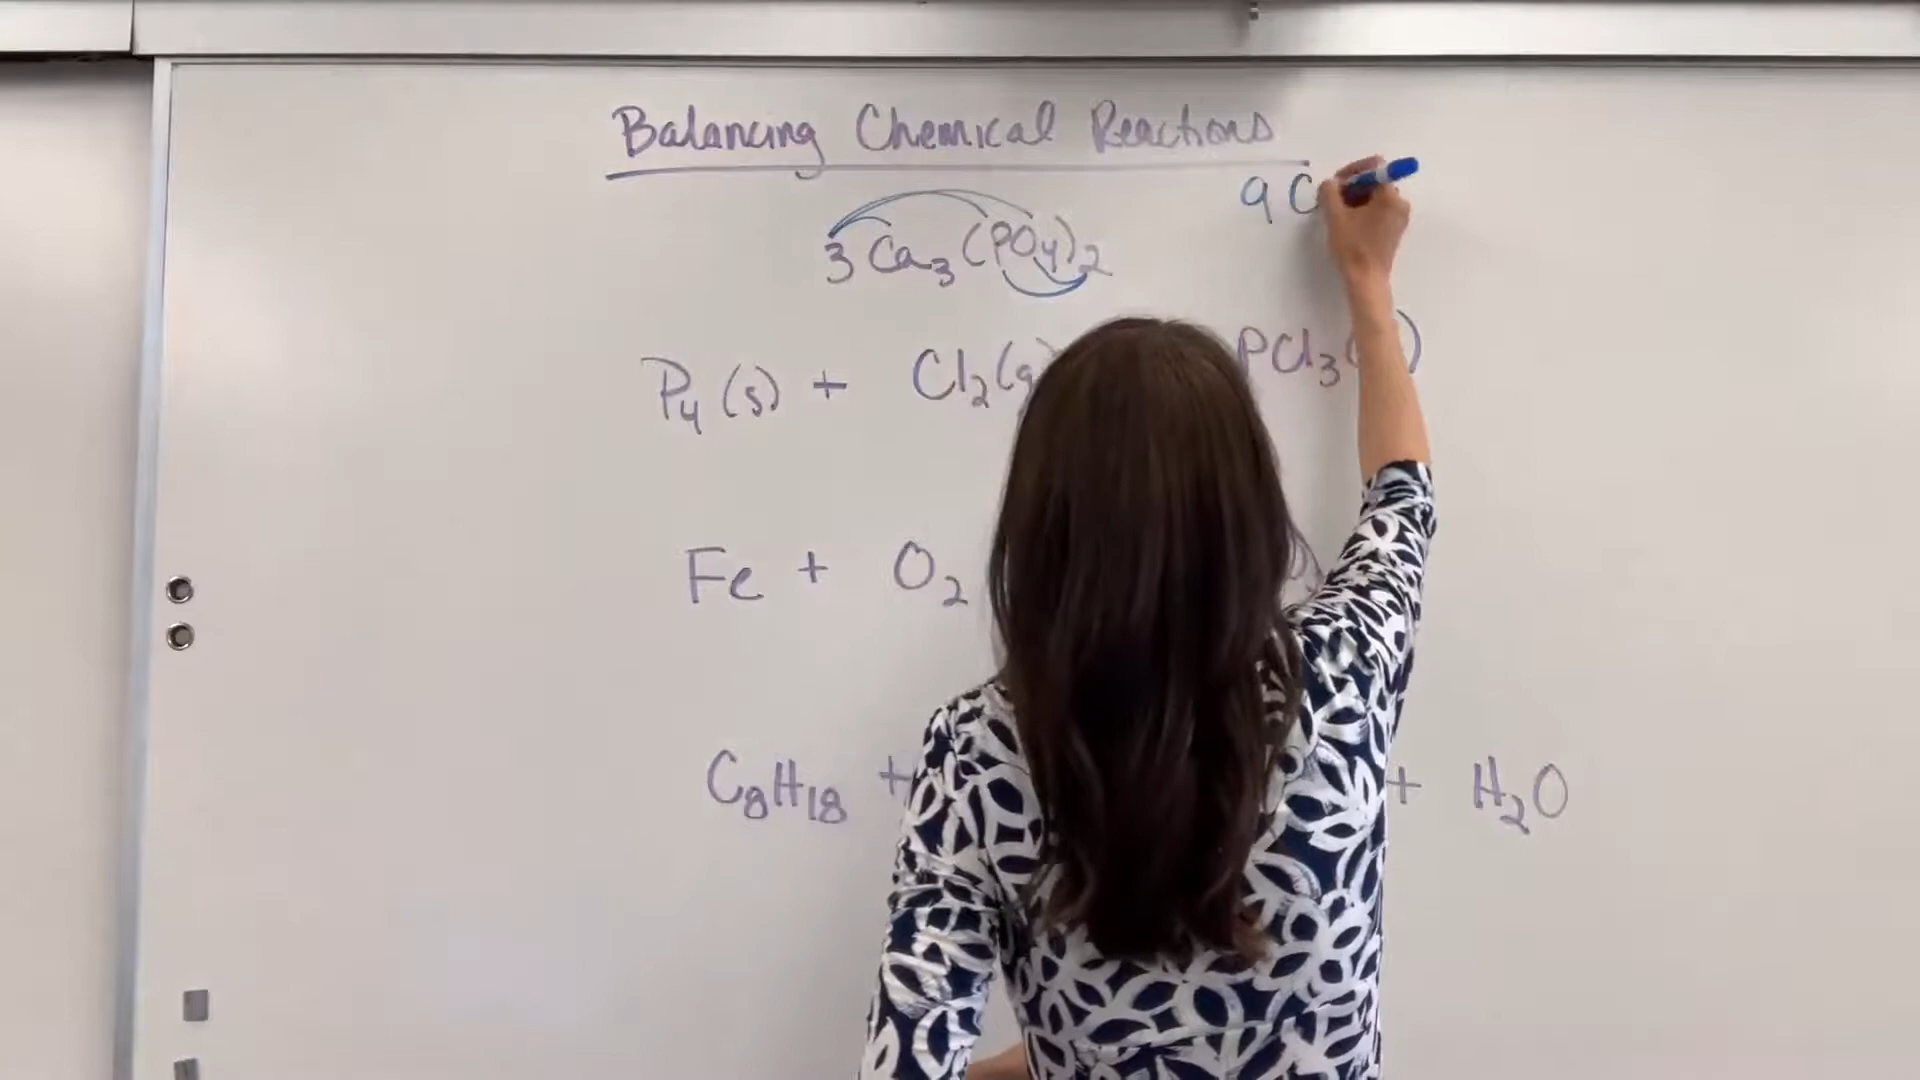 Balancing Chemical Reactions
9 C
3 Ca3(PO4)2
P4(s) + Cl2(g) PCl3( )
Fe + O2
C8H18 + + H2O